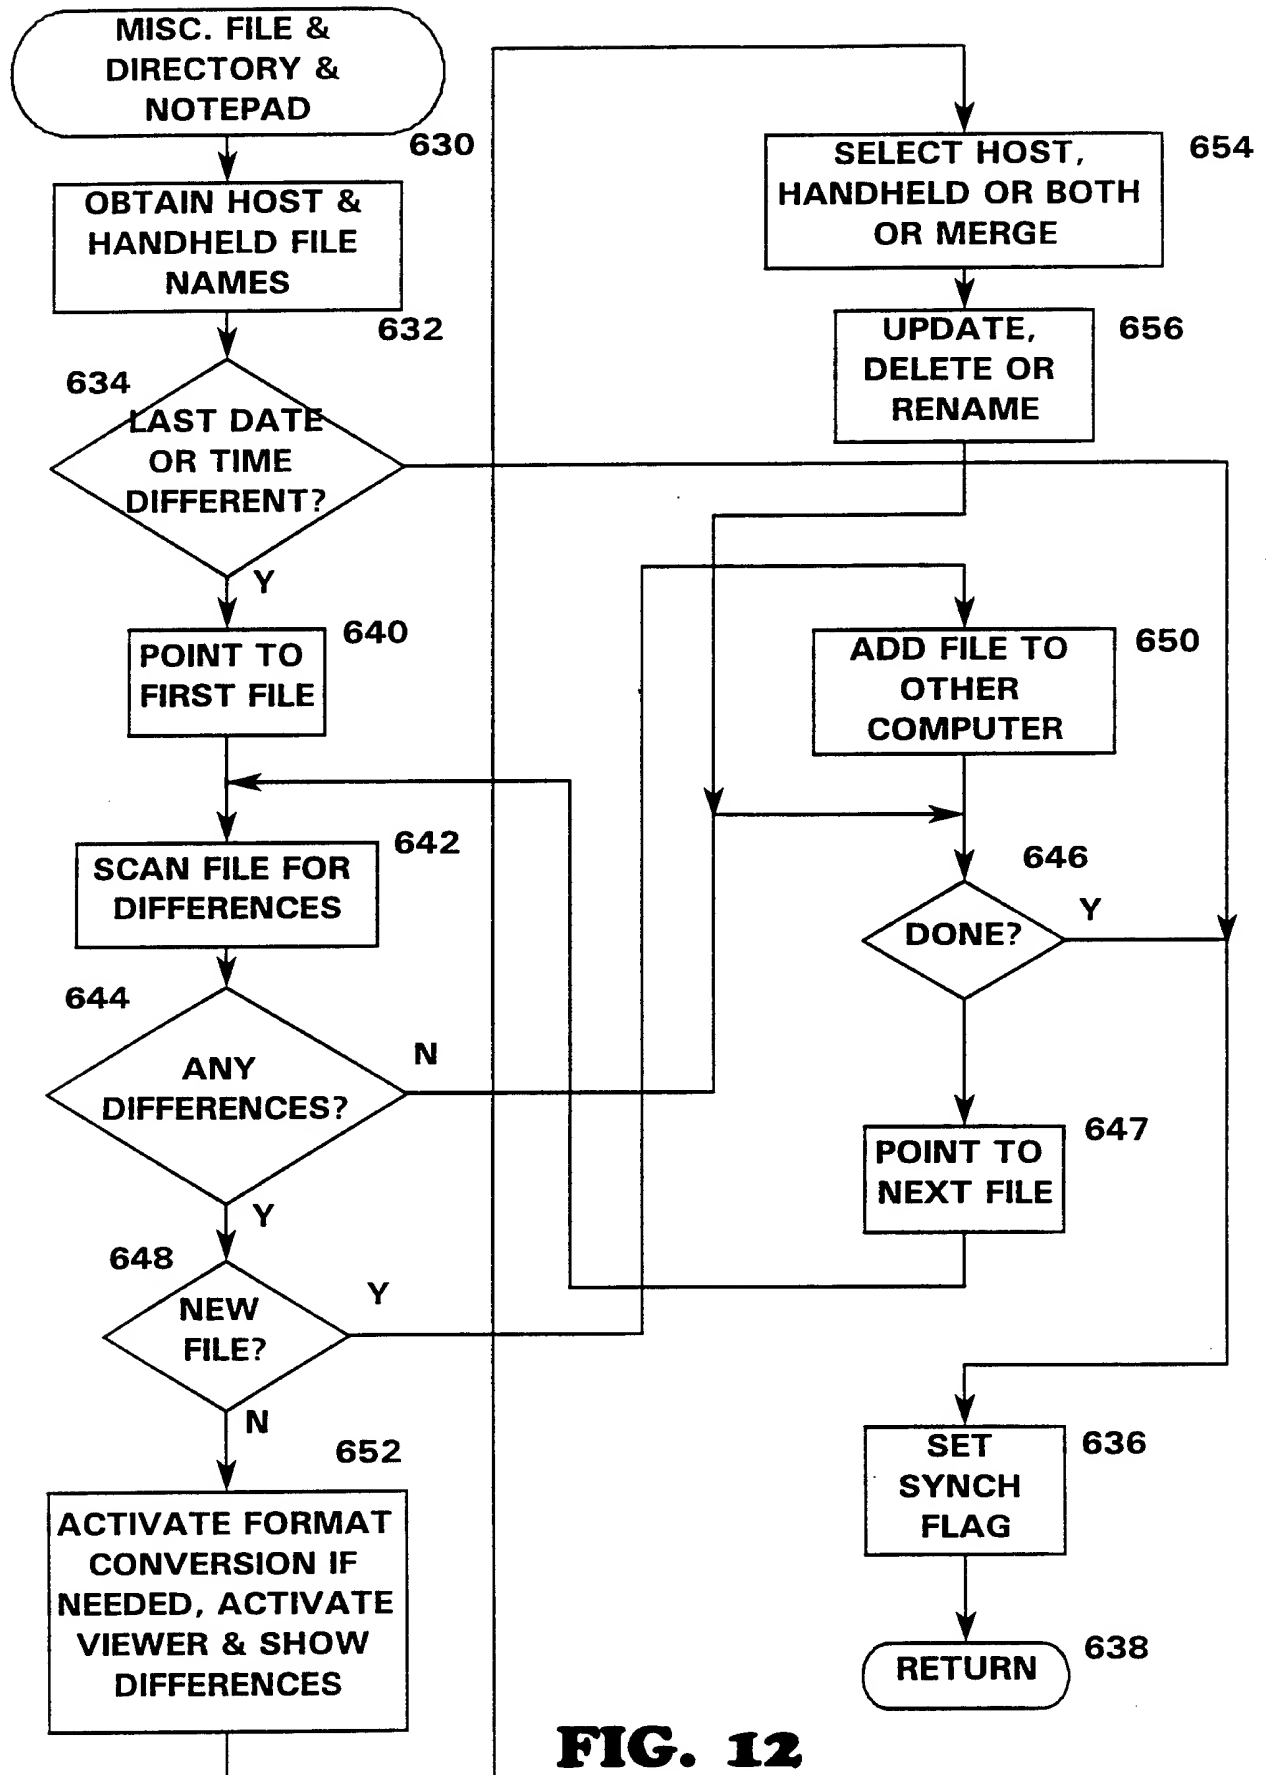 MISC. FILE &
DIRECTORY &
NOTEPAD
630
OBTAIN HOST &
HANDHELD FILE
NAMES
632
634
LAST DATE
OR TIME
DIFFERENT?
Y
640
POINT TO
FIRST FILE
642
SCAN FILE FOR
DIFFERENCES
644
ANY
DIFFERENCES?
N
Y
648
NEW
FILE?
Y
N
652
ACTIVATE FORMAT
CONVERSION IF
NEEDED, ACTIVATE
VIEWER & SHOW
DIFFERENCES
654
SELECT HOST,
HANDHELD OR BOTH
OR MERGE
656
UPDATE,
DELETE OR
RENAME
650
ADD FILE TO
OTHER
COMPUTER
646
DONE?
Y
647
POINT TO
NEXT FILE
636
SET
SYNCH
FLAG
638
RETURN
FIG. 12